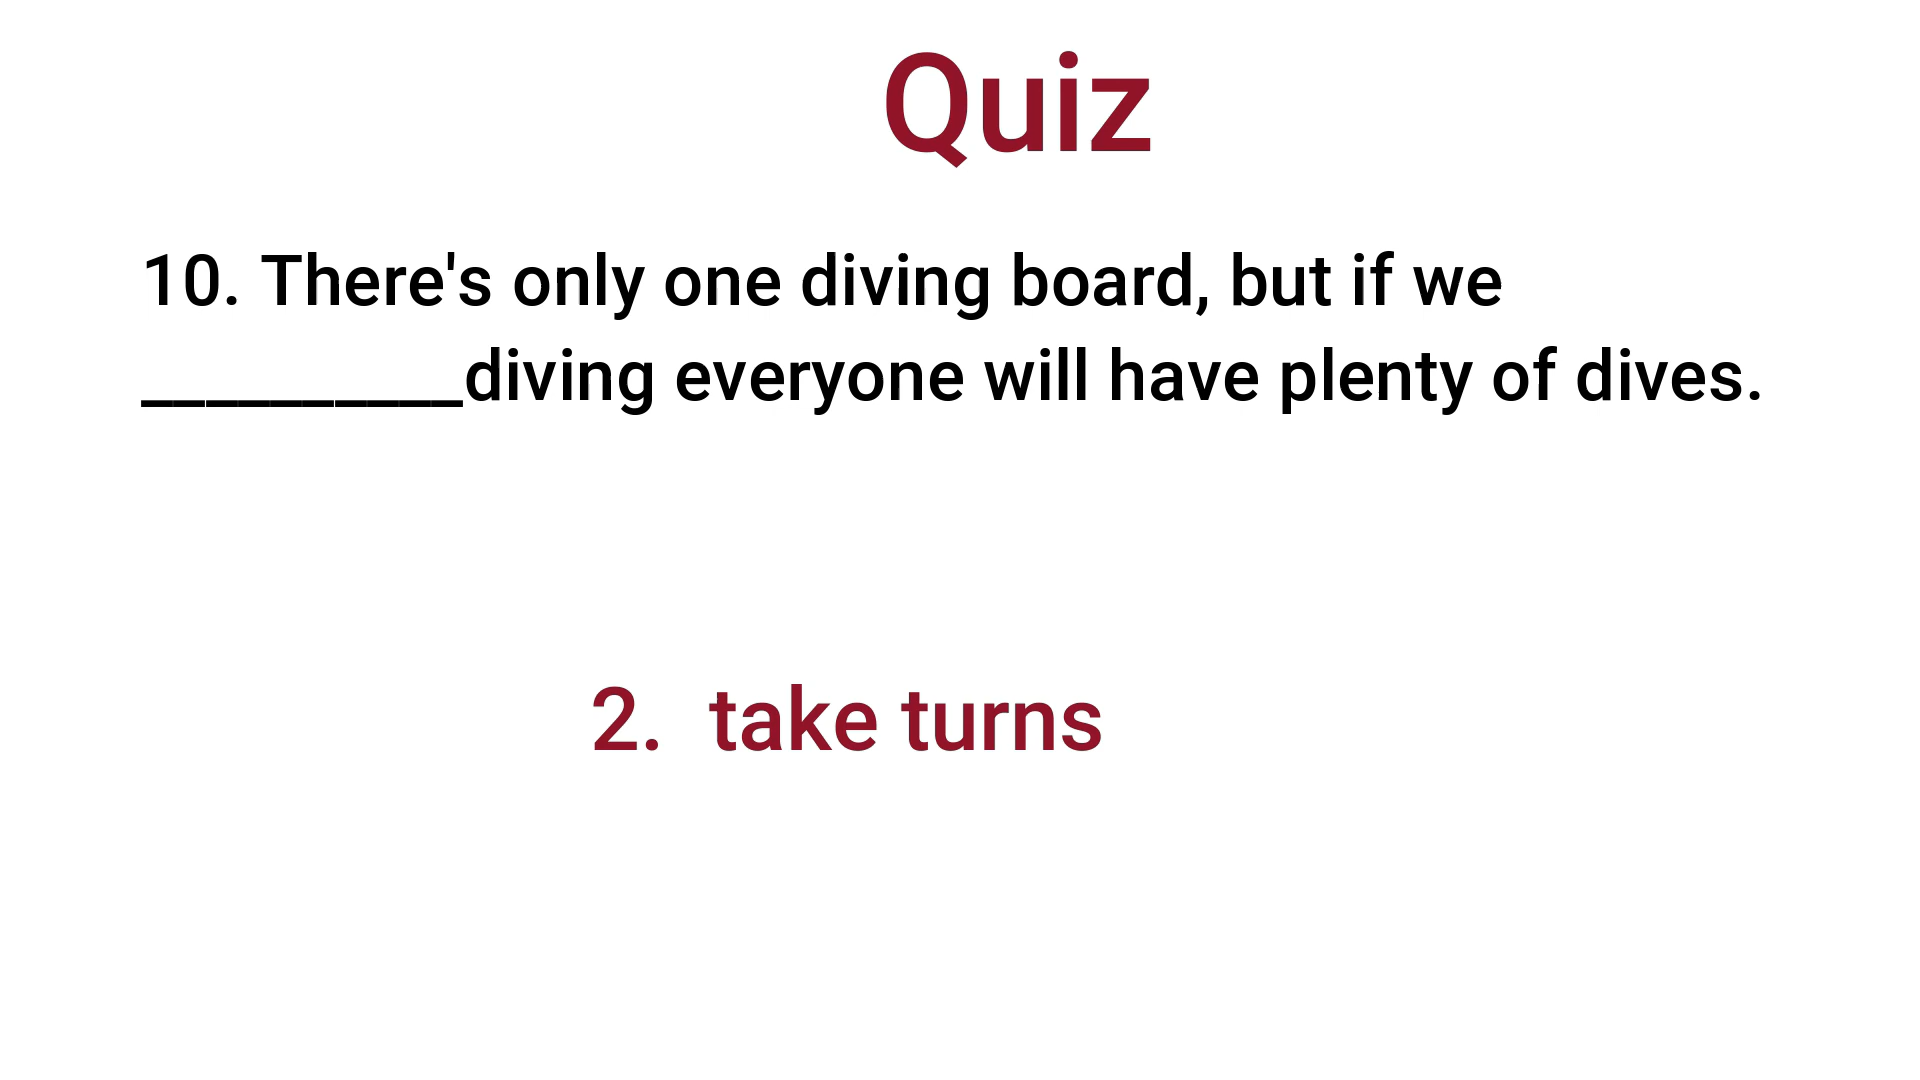 Quiz
10. There's only one diving board, but if we
__________diving everyone will have plenty of dives.
2. take turns